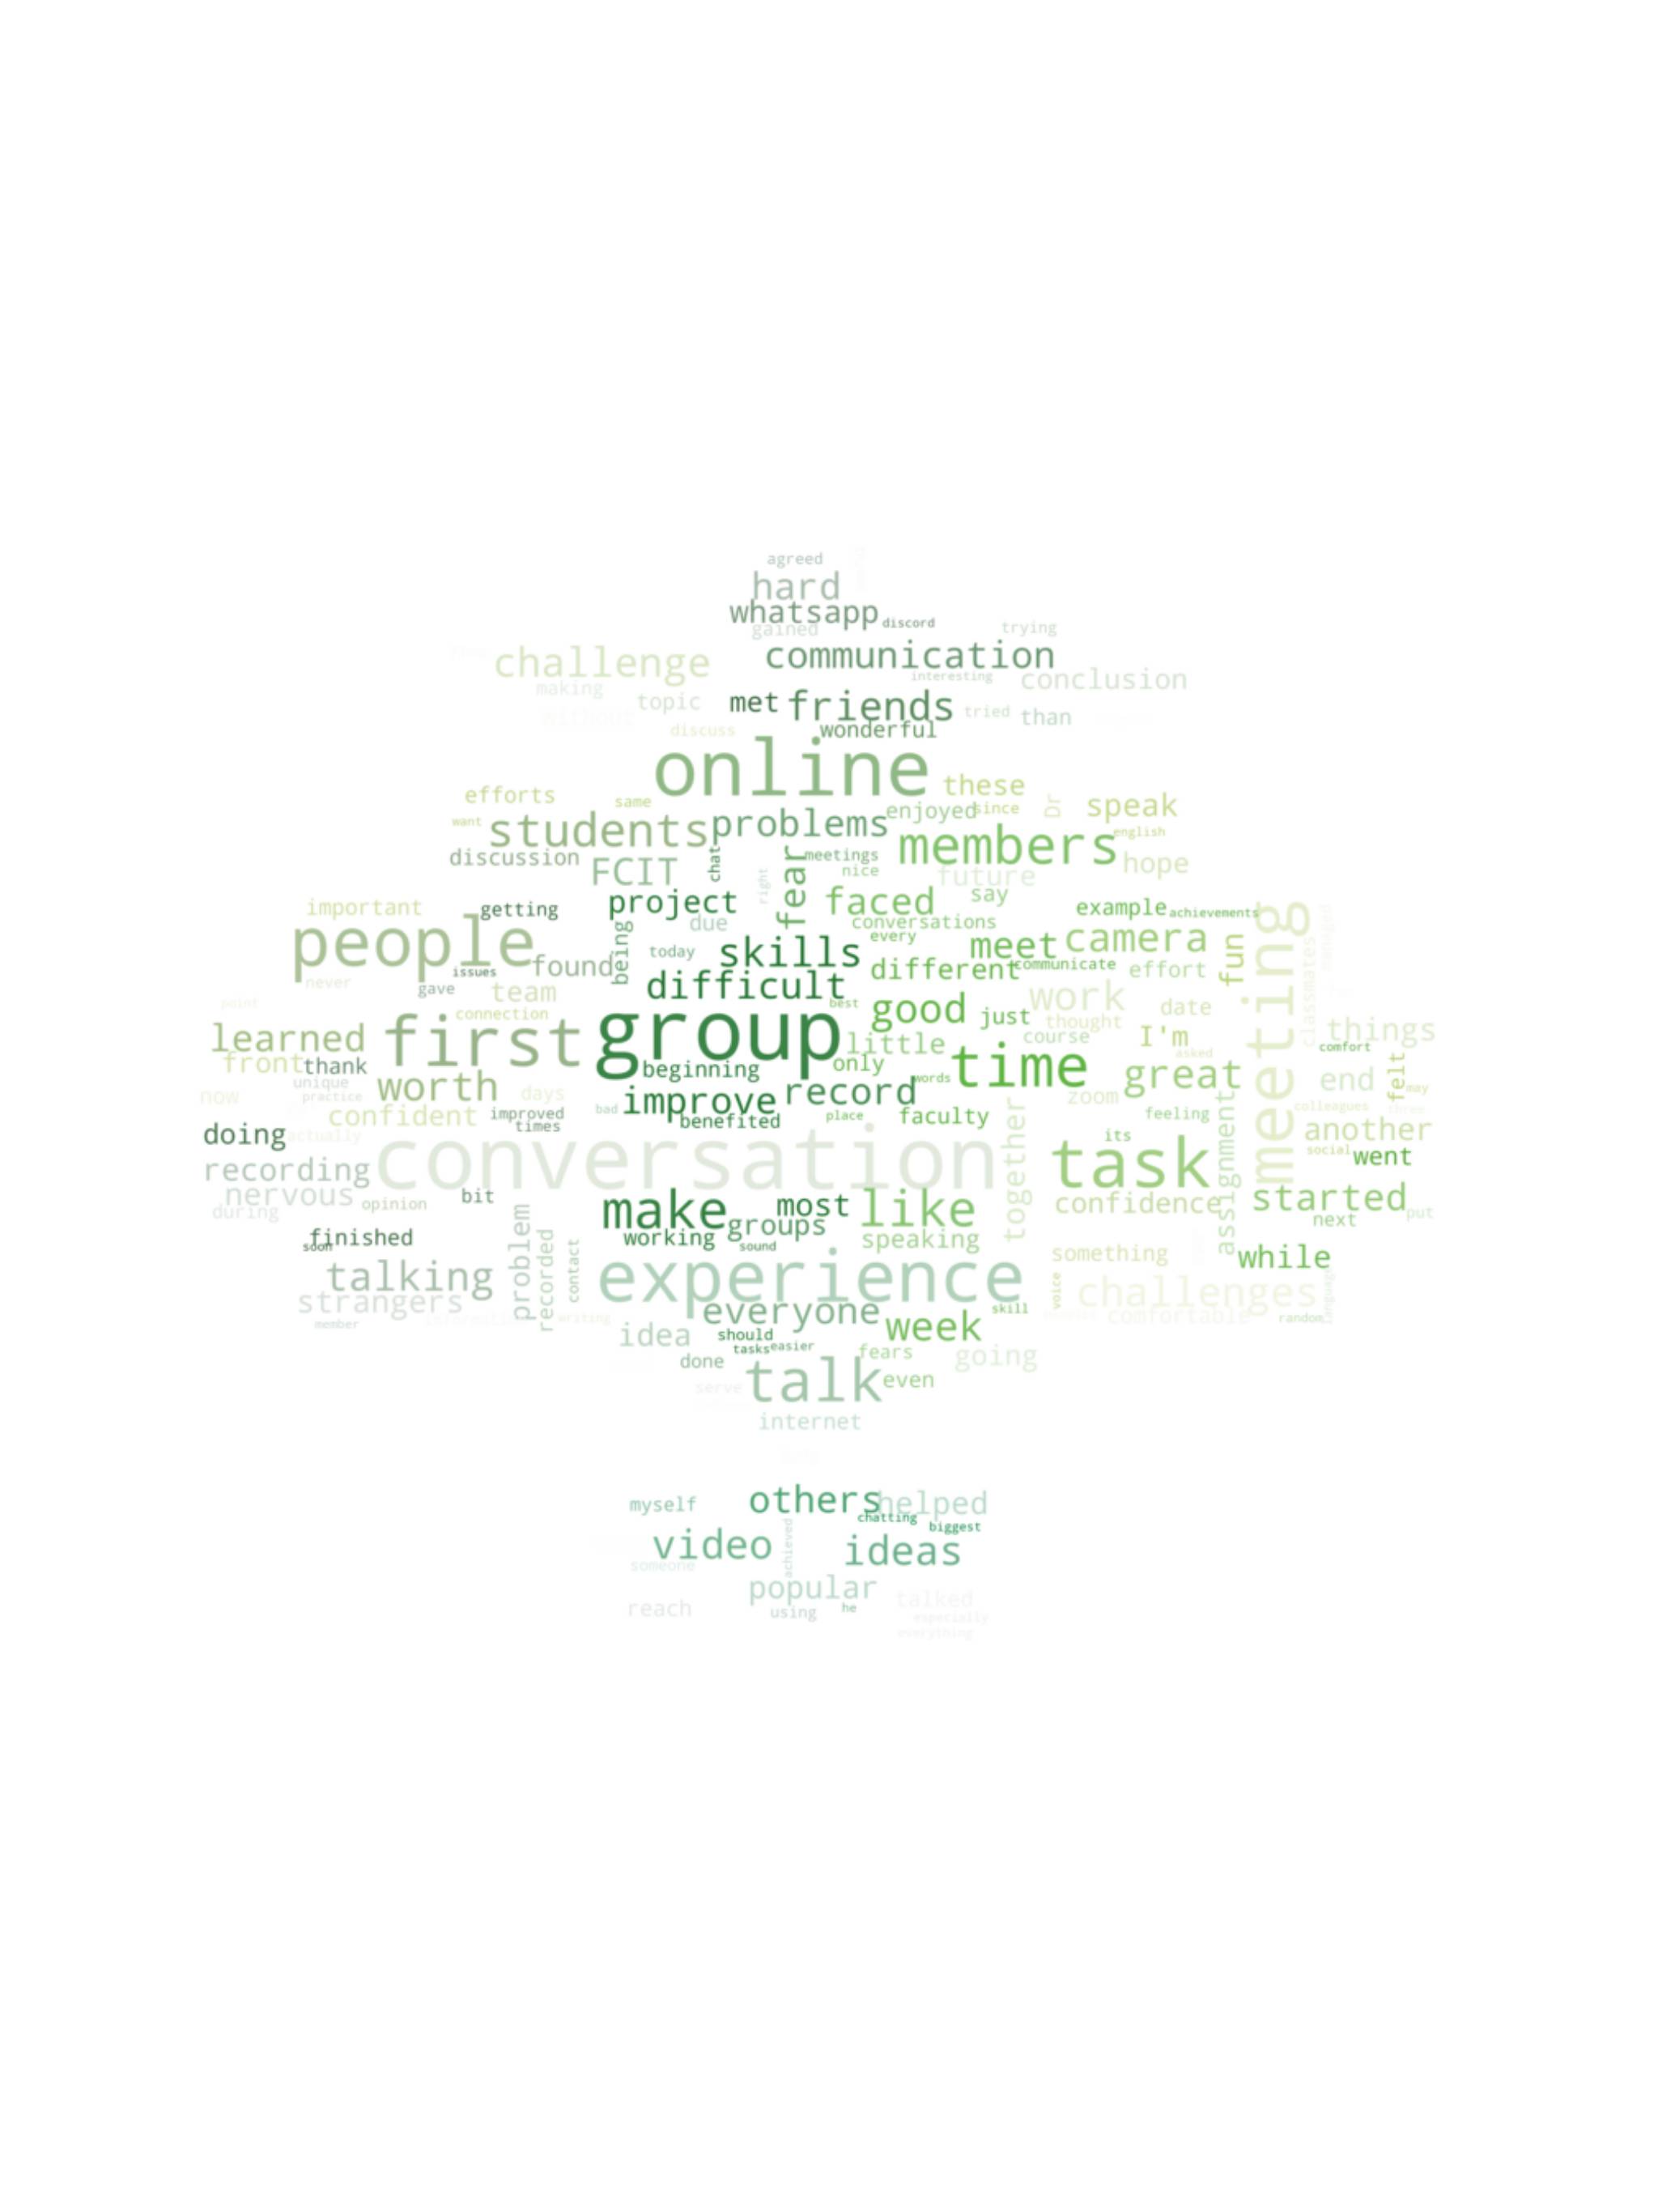 agreed
hard
whatsapp discord
gained trying
challenge communication
interesting conclusion
making
topic met friends tried than
discuss wonderful
online
these
efforts same enjoyed since Dr speak
want students problems members english
discussion chat fear meetings hope
FCIT right nice future
important getting project faced say example achievements
due conversations
people being today skills every meet camera fun meeting classmates
issues found different communicate effort
never gave team difficult work date
point connection best good just thought
learned first group little course I'm things
front thank beginning only time asked comfort
unique worth words great end felt may
now practice days improve record zoom colleagues three
confident improved bad benefited place faculty feeling another
doing actually times its social went
recording conversation together task assignment
nervous opinion bit make most like confidence started
during groups next put
finished problem recorded contact working sound speaking something while
soon
talking experience voice challenges
strangers everyone skill comfortable random language
member writing idea should week
tasks easier fears going
done talk even
serve
internet
myself others helped
chatting biggest
video achieved ideas
someone
popular talked
reach using he especially
everything